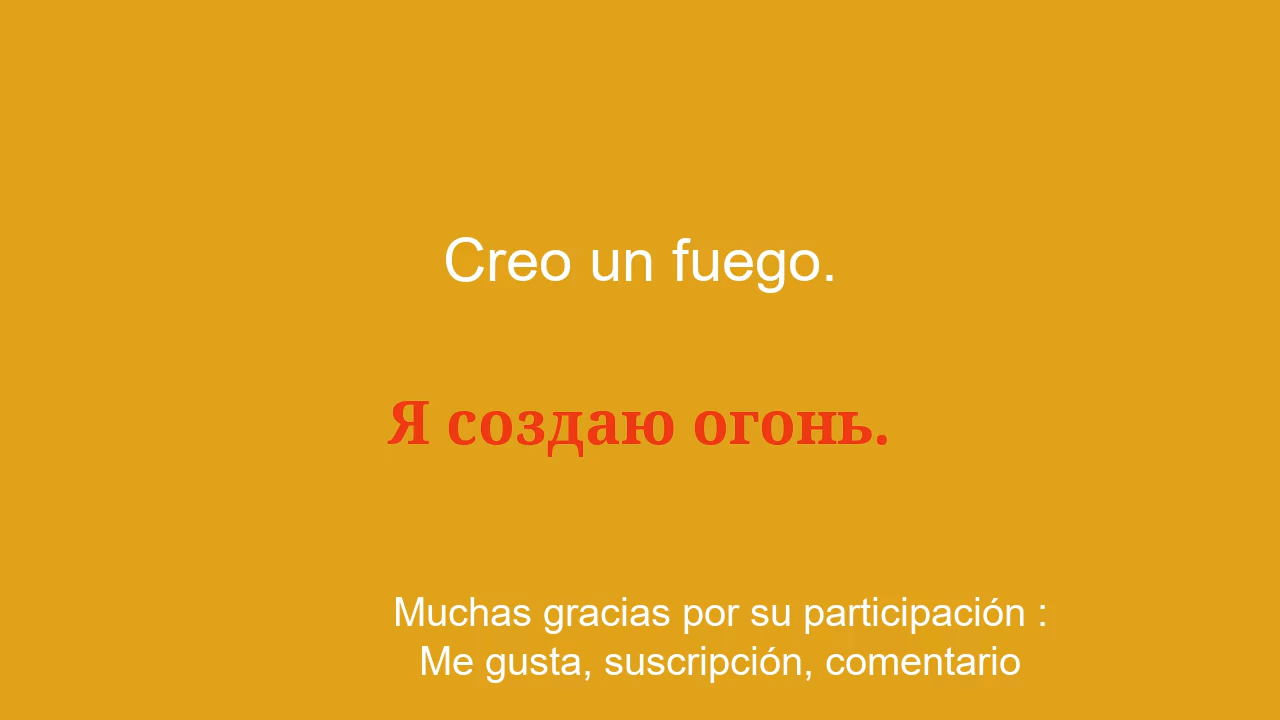 Creo un fuego.
Я создаю огонь.
Muchas gracias por su participación :
Me gusta, suscripción, comentario